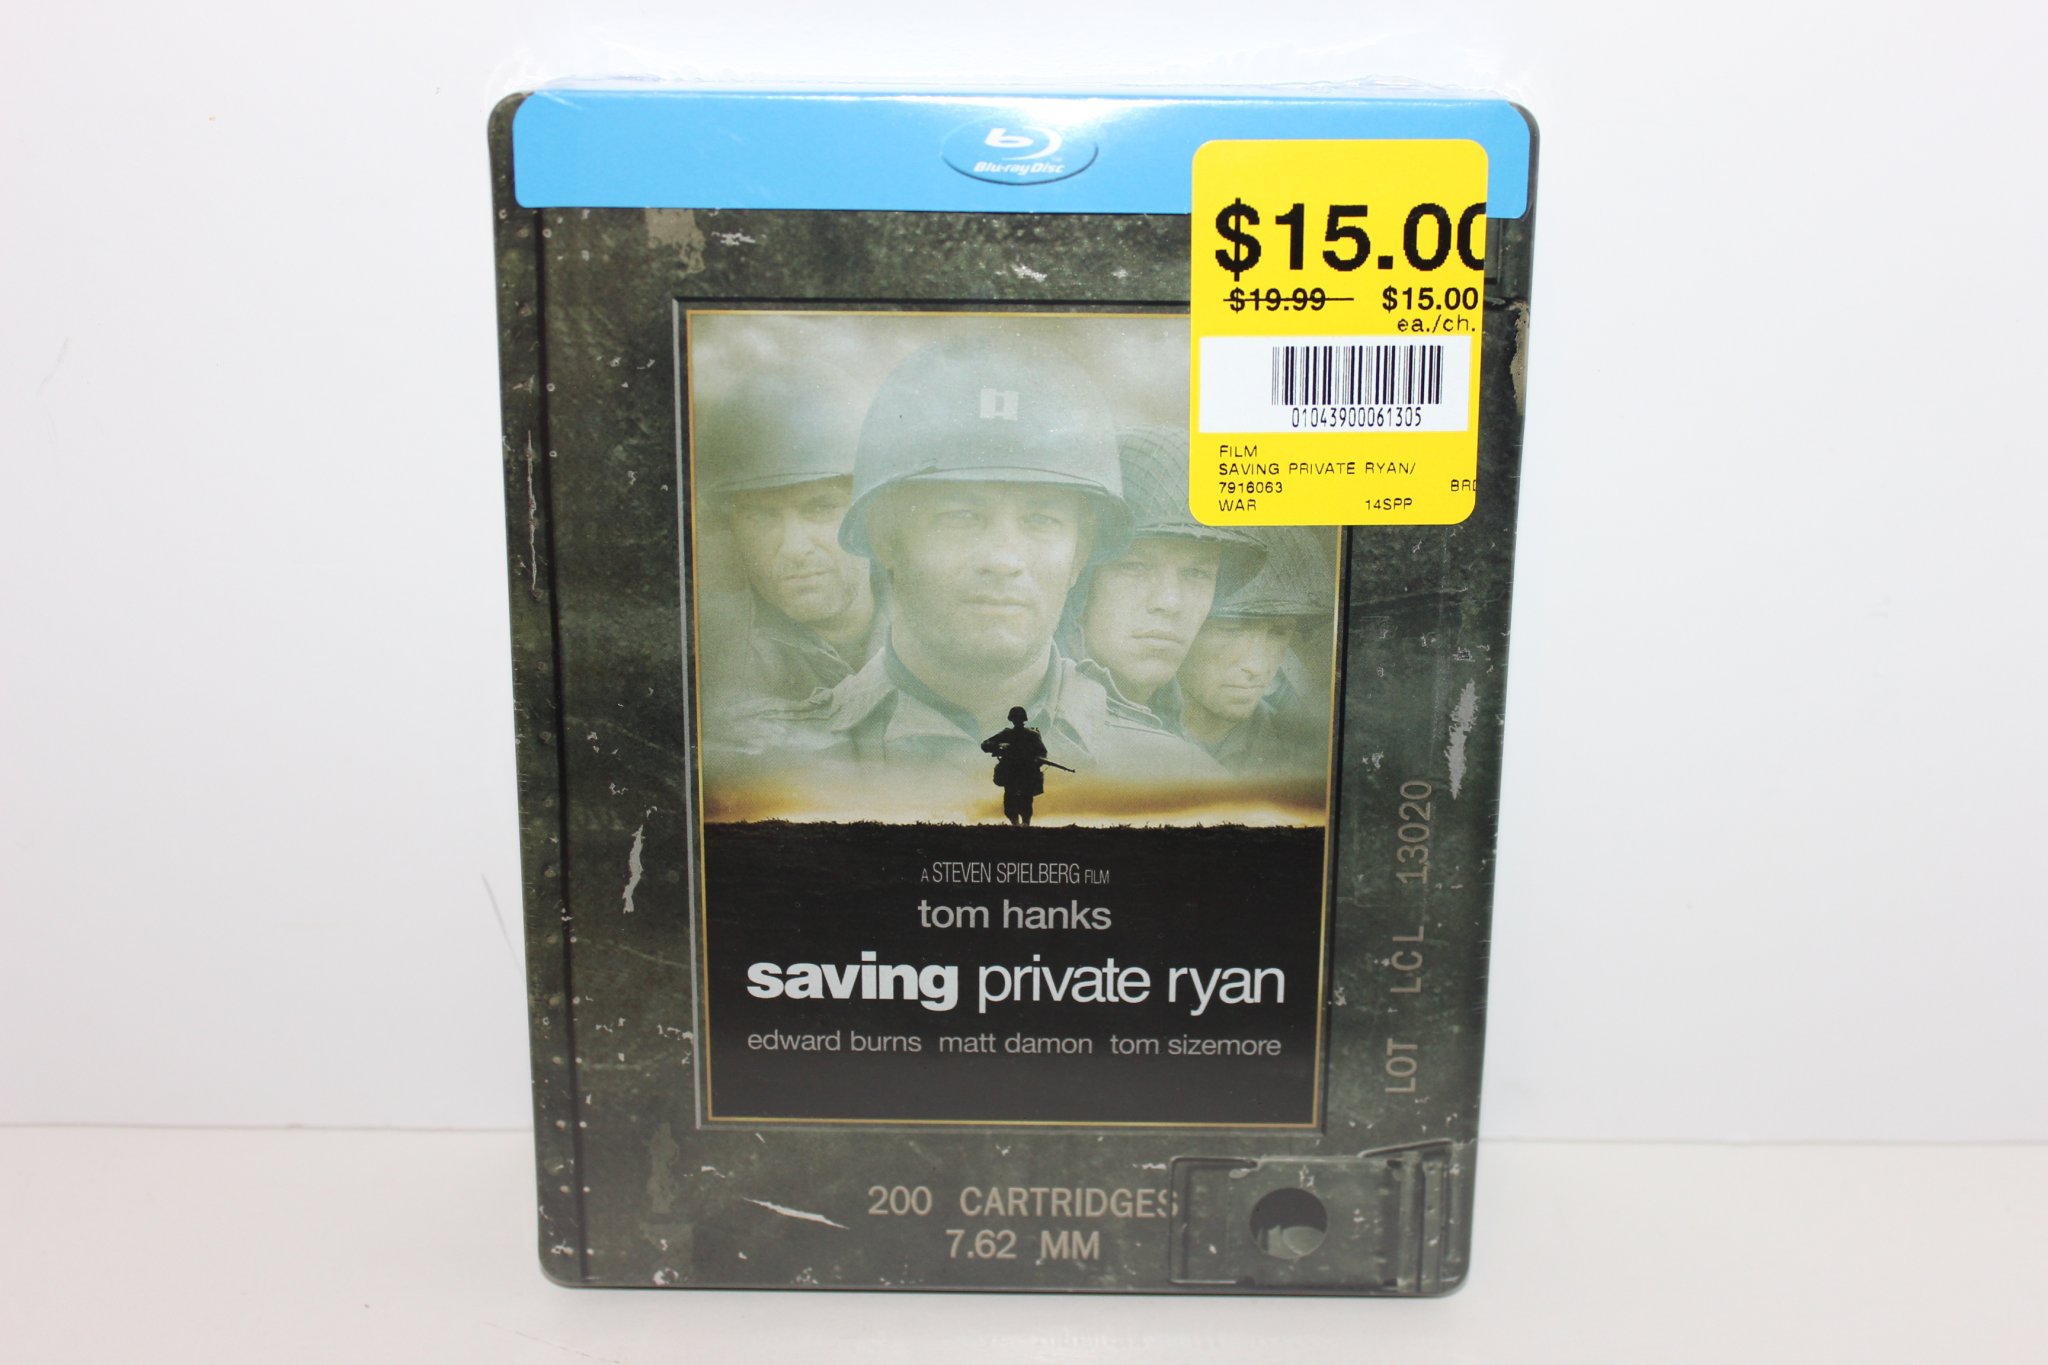 Blu-ray Disc
$15.00
$19.99 $15.00
ea./ch.
01043900061305
FILM
SAVING PRIVATE RYAN/
7916063
WAR 14SPP
A STEVEN SPIELBERG FILM
tom hanks
saving private ryan
edward burns matt damon tom sizemore
LOT LCL 13020
200 CARTRIDGES
7.62 MM